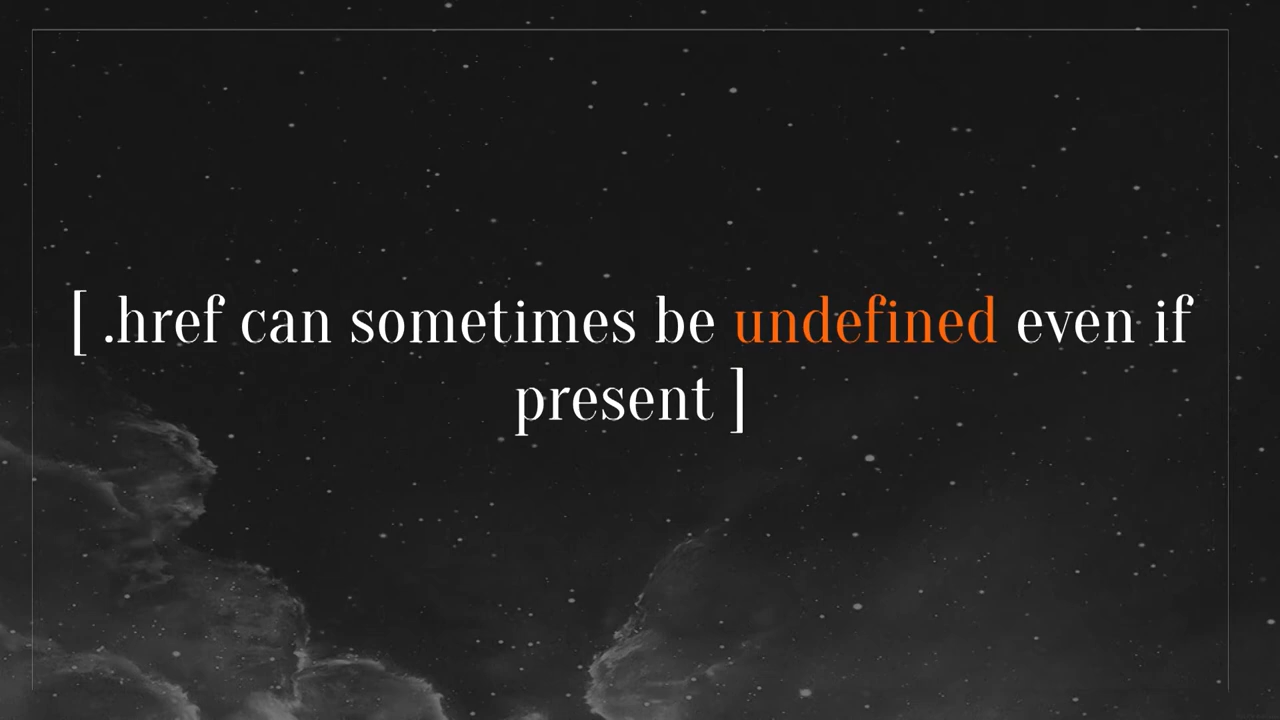 [ .href can sometimes be undefined even if
present ]